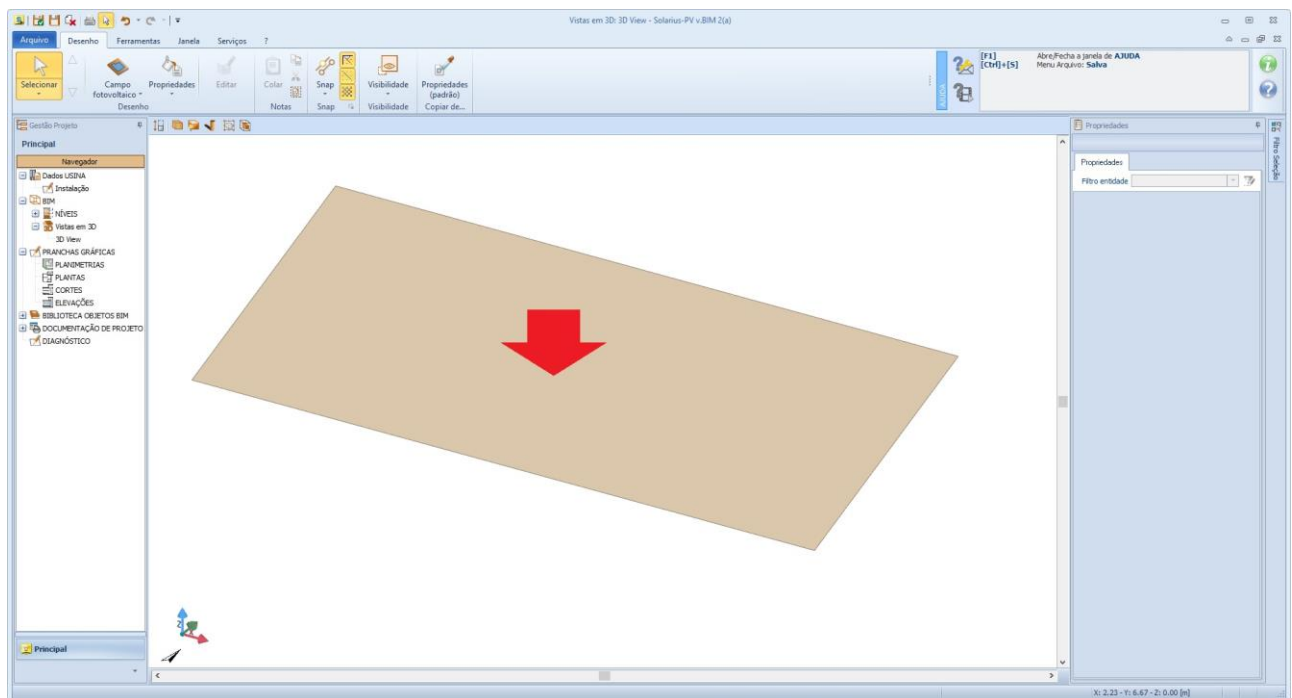 Vistas em 3D: 3D View - Solarius-PV v.BIM 2(a)
Arquivo Desenho Ferramentas Janela Serviços ?
Selecionar
Campo fotovoltaico
Propriedades
Desenho
Editar
Colar
Notas
Snap
Snap
Visibilidade
Visibilidade
Propriedades (padrão)
Copiar de...
AJUDA
[F1] Abre/Fecha a janela de AJUDA
[Ctrl]+[S] Menu Arquivo: Salva
Gestão Projeto
Principal
Navegador
Dados USINA
Instalação
BIM
NÍVEIS
Vistas em 3D
3D View
PRANCHAS GRÁFICAS
PLANIMETRIAS
PLANTAS
CORTES
ELEVAÇÕES
BIBLIOTECA OBJETOS BIM
DOCUMENTAÇÃO DE PROJETO
DIAGNÓSTICO
Principal
Z
Propriedades
Propriedades
Filtro entidade
Filtro Seleção
X: 2.23 - Y: 6.67 - Z: 0.00 [m]